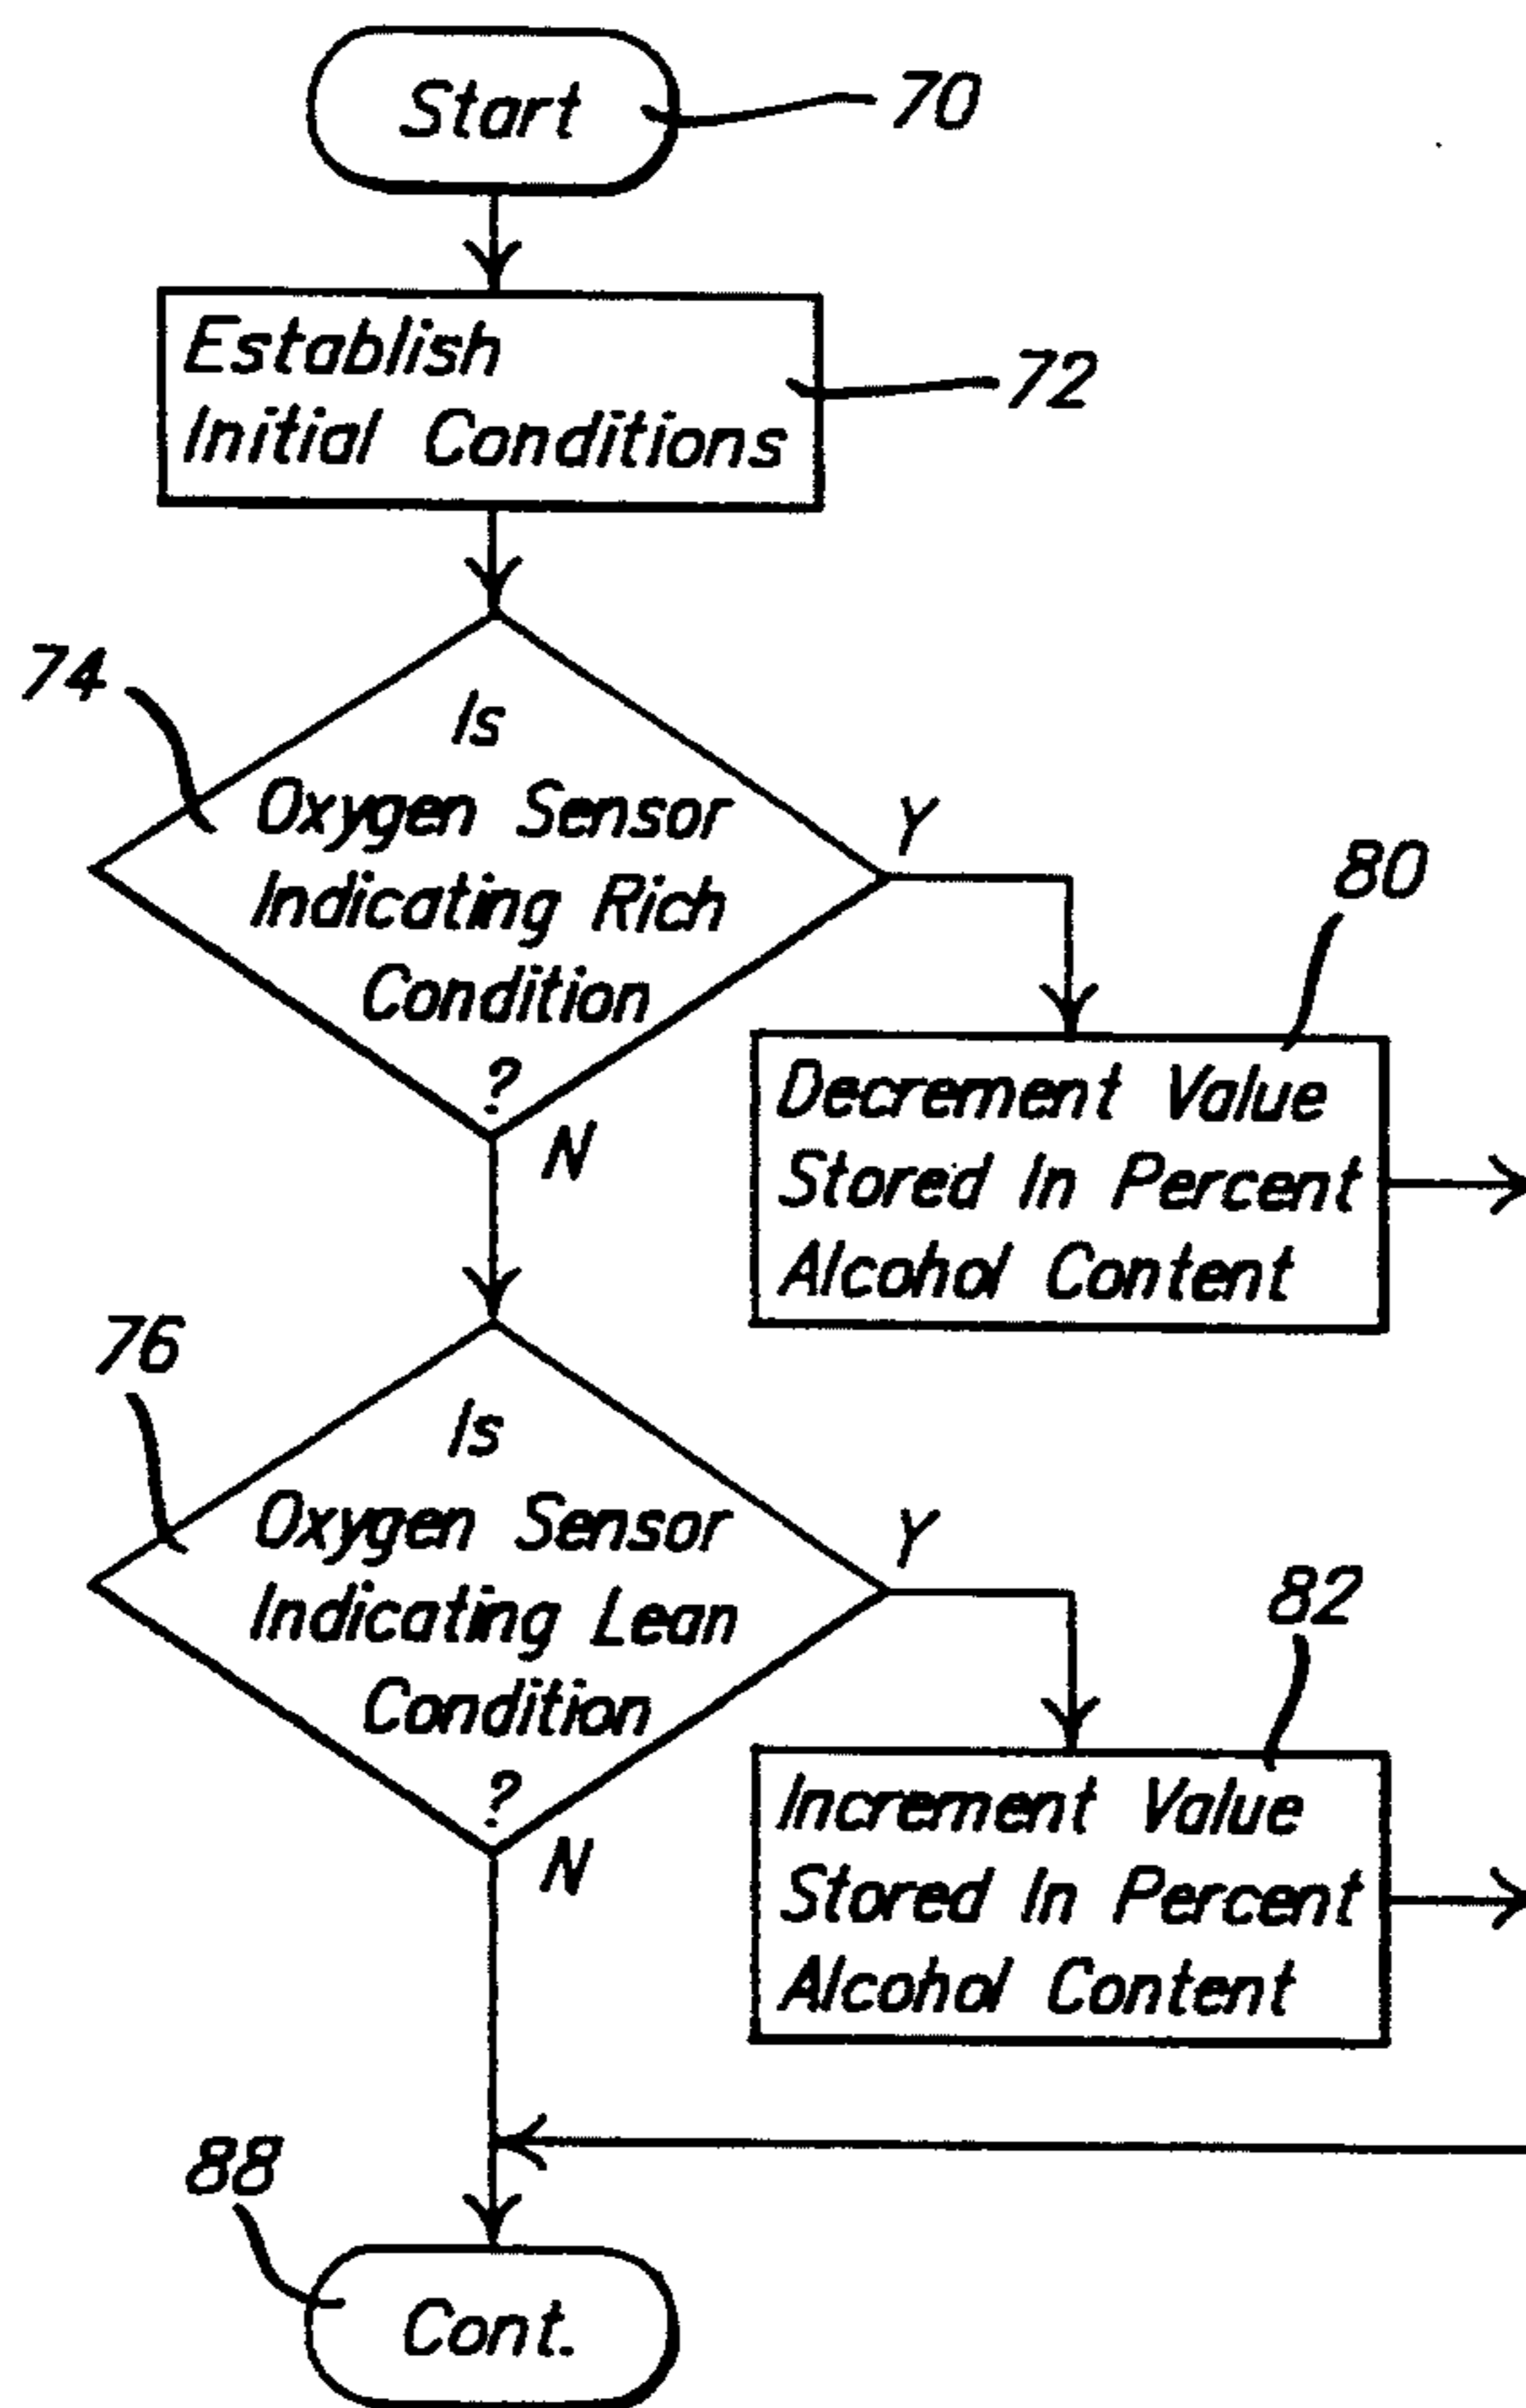 Start
70
Establish
Initial Conditions
72
74
Is
Oxygen Sensor
Indicating Rich
Condition
?
Y
N
80
Decrement Value
Stored In Percent
Alcohol Content
76
Is
Oxygen Sensor
Indicating Lean
Condition
?
Y
N
82
Increment Value
Stored In Percent
Alcohol Content
88
Cont.